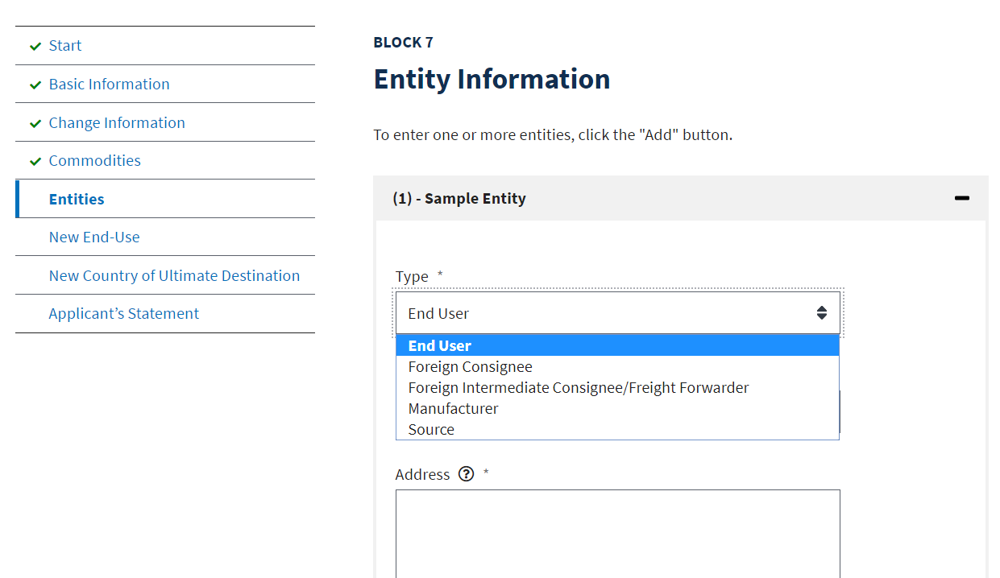 Start
Basic Information
Change Information
Commodities
Entities
New End-Use
New Country of Ultimate Destination
Applicant’s Statement
BLOCK 7
Entity Information
To enter one or more entities, click the "Add" button.
(1) - Sample Entity
Type *
End User
End User
Foreign Consignee
Foreign Intermediate Consignee/Freight Forwarder
Manufacturer
Source
Address ? *